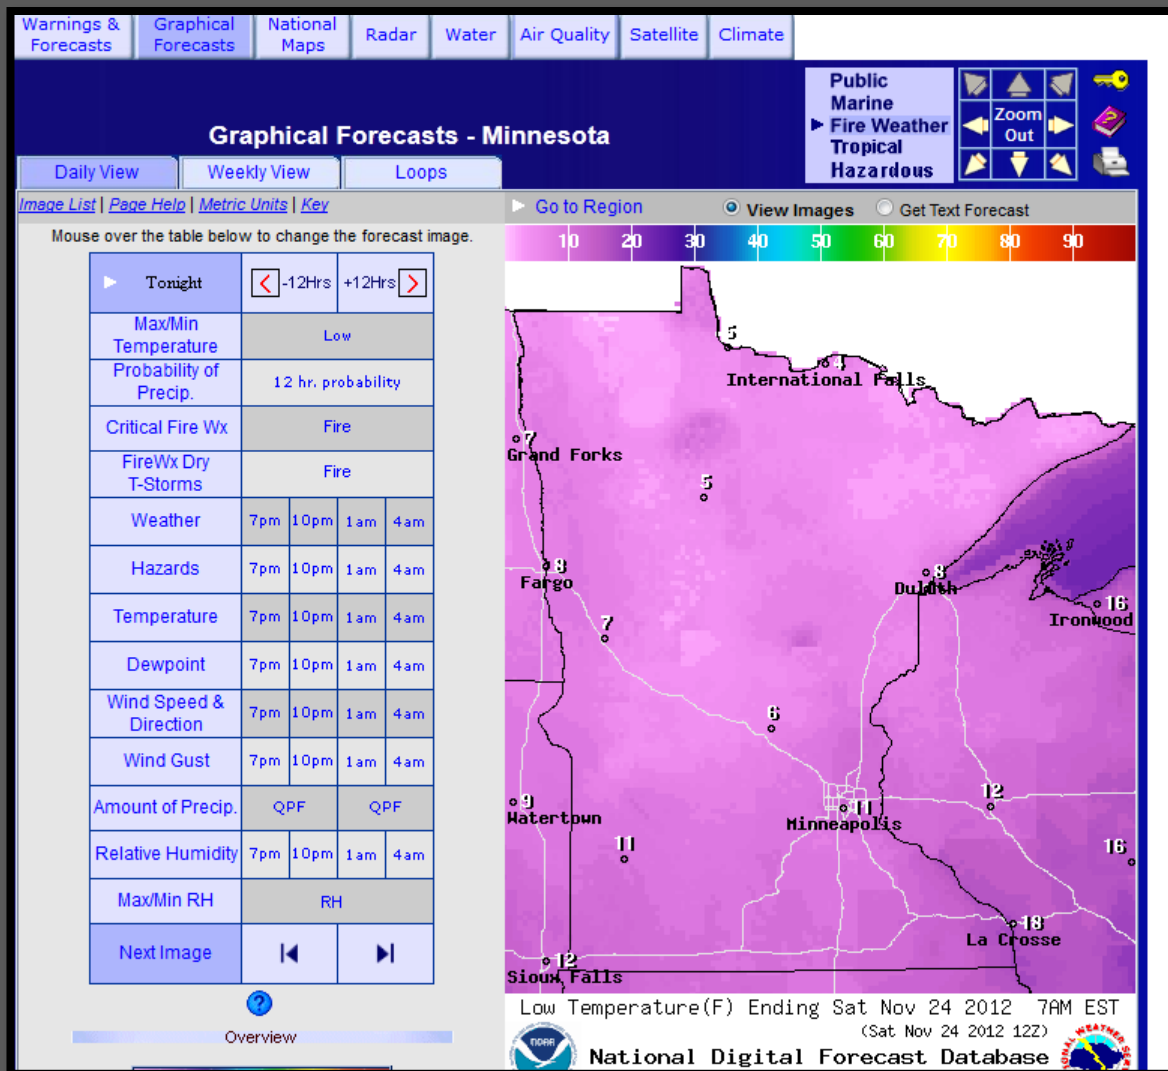 Warnings &
Forecasts
Graphical
Forecasts
National
Maps
Radar
Water
Air Quality
Satellite
Climate
Graphical Forecasts - Minnesota
Public
Marine
Fire Weather
Tropical
Hazardous
Zoom
Out
Daily View
Weekly View
Loops
Image List | Page Help | Metric Units | Key
Go to Region
View Images
Get Text Forecast
Mouse over the table below to change the forecast image.
10 20 30 40 50 60 70 80 90
Tonight
-12Hrs
+12Hrs
Max/Min
Temperature
Low
Probability of
Precip.
12 hr. probability
Critical Fire Wx
Fire
FireWx Dry
T-Storms
Fire
Weather
7pm 10pm 1am 4am
Hazards
7pm 10pm 1am 4am
Temperature
7pm 10pm 1am 4am
Dewpoint
7pm 10pm 1am 4am
Wind Speed &
Direction
7pm 10pm 1am 4am
Wind Gust
7pm 10pm 1am 4am
Amount of Precip.
QPF QPF
Relative Humidity
7pm 10pm 1am 4am
Max/Min RH
RH
Next Image
?
Overview
5
International Falls
7
Grand Forks
5
8
Fargo
8
Duluth
16
Ironwood
7
6
9
Watertown
11
Minneapolis
12
11
16
18
La Crosse
12
Sioux Falls
Low Temperature(F) Ending Sat Nov 24 2012 7AM EST
(Sat Nov 24 2012 12Z)
NOAA
National Digital Forecast Database